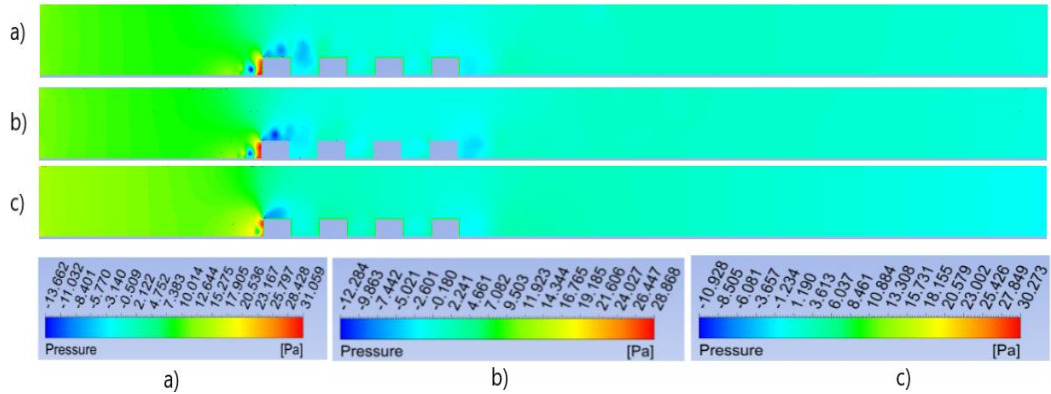 a)
b)
c)
-13.662 -11.032 -8.401 -5.770 -3.140 -0.509 2.122 4.752 7.383 10.014 12.644 15.275 17.905 20.536 23.167 25.797 28.428 31.059
Pressure [Pa]
a)
-12.284 -9.863 -7.442 -5.021 -2.601 -0.180 2.241 4.661 7.082 9.503 11.923 14.344 16.765 19.185 21.606 24.027 26.447 28.868
Pressure [Pa]
b)
-10.928 -8.505 -6.081 -3.657 -1.234 1.190 3.613 6.037 8.461 10.884 13.308 15.731 18.155 20.579 23.002 25.426 27.849 30.273
Pressure [Pa]
c)